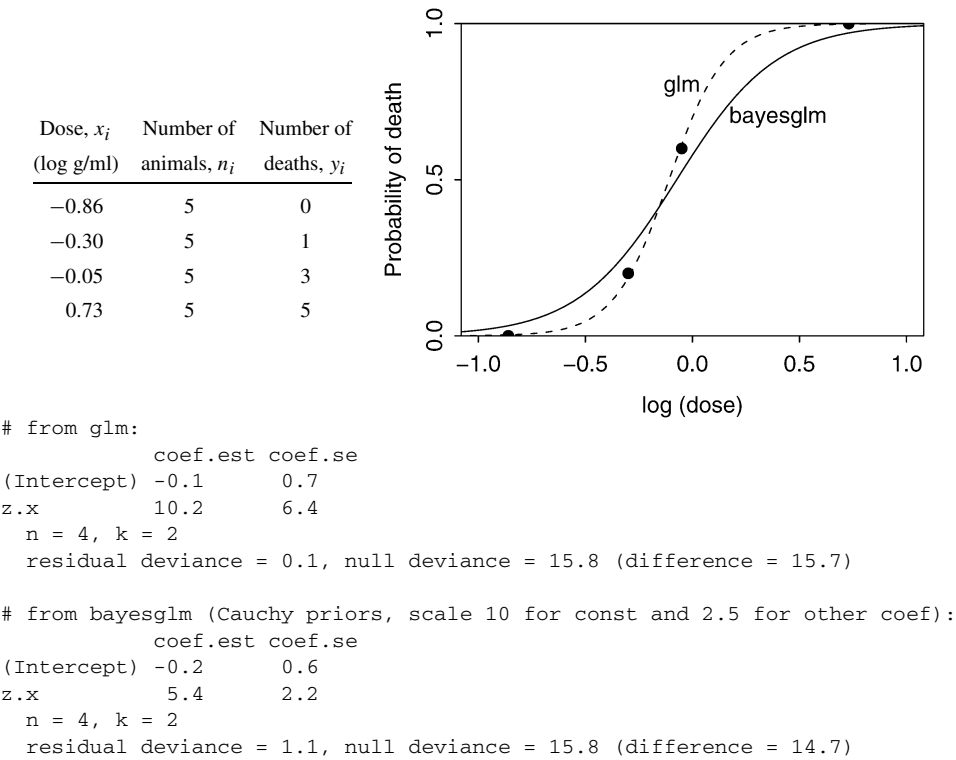 Dose, xi Number of Number of
(log g/ml) animals, ni deaths, yi
−0.86 5 0
−0.30 5 1
−0.05 5 3
0.73 5 5
Probability of death
1.0
0.5
0.0
glm
bayesglm
−1.0 −0.5 0.0 0.5 1.0
log (dose)
# from glm:
coef.est coef.se
(Intercept) -0.1 0.7
z.x 10.2 6.4
n = 4, k = 2
residual deviance = 0.1, null deviance = 15.8 (difference = 15.7)
# from bayesglm (Cauchy priors, scale 10 for const and 2.5 for other coef):
coef.est coef.se
(Intercept) -0.2 0.6
z.x 5.4 2.2
n = 4, k = 2
residual deviance = 1.1, null deviance = 15.8 (difference = 14.7)